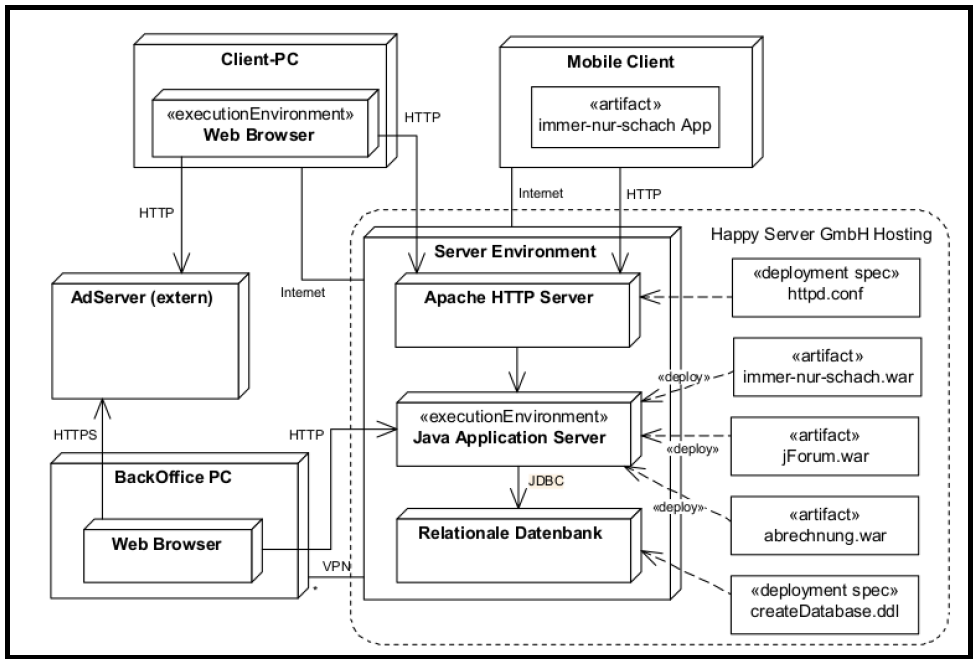 Client-PC
«executionEnvironment»
Web Browser
HTTP
Mobile Client
«artifact»
immer-nur-schach App
HTTP
Internet
HTTP
Internet
Happy Server GmbH Hosting
Server Environment
AdServer (extern)
Apache HTTP Server
«deployment spec»
httpd.conf
«artifact»
immer-nur-schach.war
«deploy»
«executionEnvironment»
Java Application Server
HTTPS
HTTP
«artifact»
jForum.war
«deploy»
BackOffice PC
JDBC
Web Browser
Relationale Datenbank
«deploy»
«artifact»
abrechnung.war
VPN
*
«deployment spec»
createDatabase.ddl